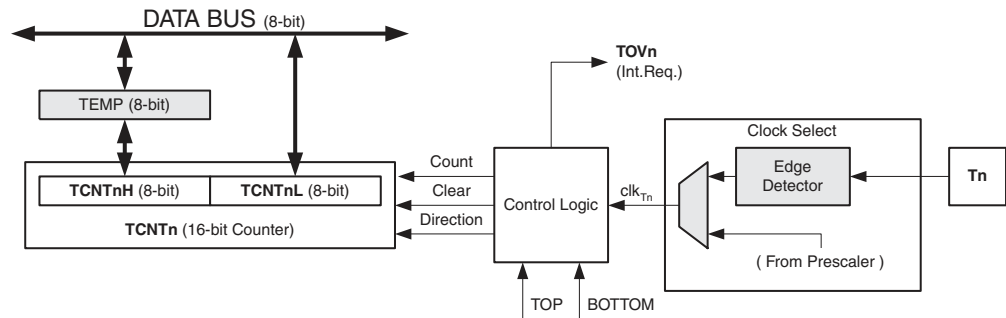 DATA BUS (8-bit)
TOVn
(Int.Req.)
TEMP (8-bit)
Clock Select
Count
TCNTnH (8-bit)
TCNTnL (8-bit)
Clear
Control Logic
clkTn
Edge
Detector
Tn
TCNTn (16-bit Counter)
Direction
( From Prescaler )
TOP
BOTTOM